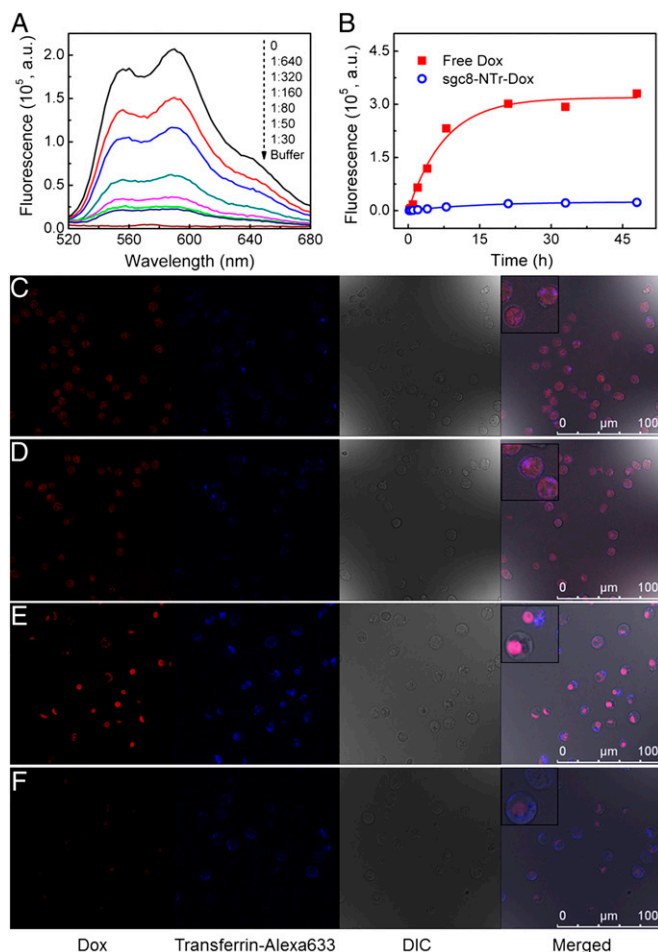 A
Fluorescence (10⁵, a.u.)
2.0
1.5
1.0
0.5
0.0
520 560 600 640 680
Wavelength (nm)
0
1:640
1:320
1:160
1:80
1:50
1:30
Buffer
B
Fluorescence (10⁵, a.u.)
4.5
3.0
1.5
0.0
0 15 30 45
Time (h)
Free Dox
sgc8-NTr-Dox
C
0 µm 100
D
0 µm 100
E
0 µm 100
F
0 µm 100
Dox Transferrin-Alexa633 DIC Merged